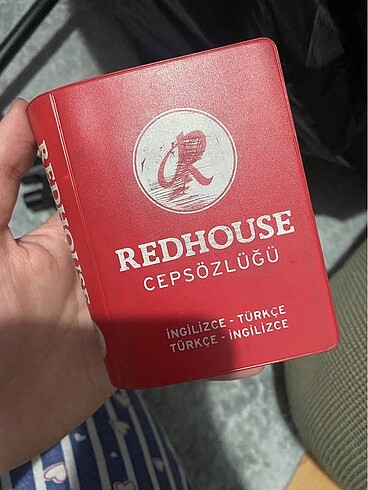 R
REDHOUSE
CEPSÖZLÜĞÜ
İNGİLİZCE - TÜRKÇE
TÜRKÇE - İNGİLİZCE
REDHOUSE